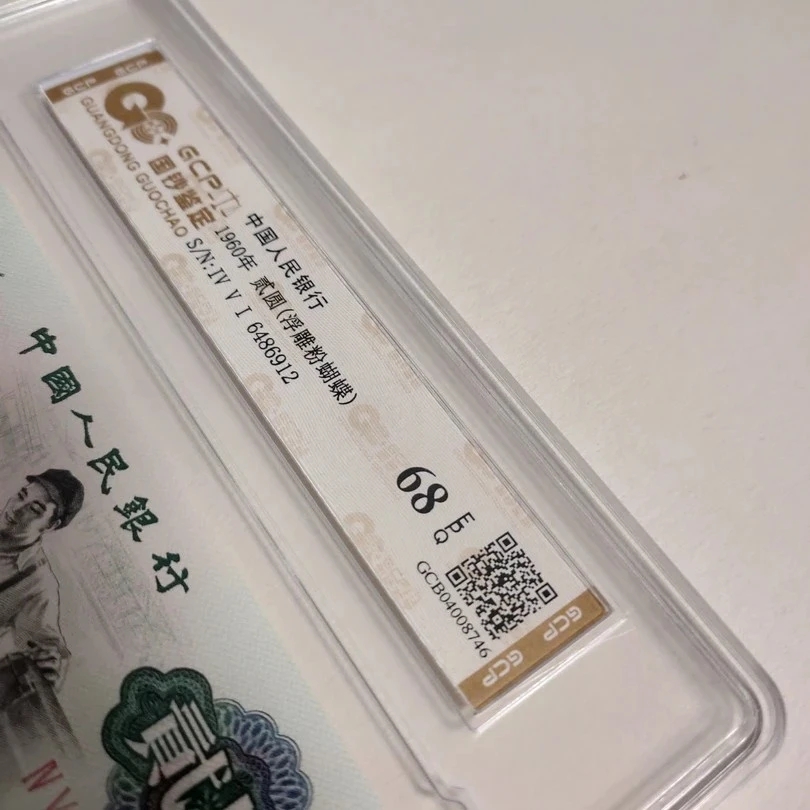 GCP
国钞鉴定
GUANGDONG GUOCHAO
中国人民银行
1960年 贰圆(浮雕粉蝴蝶)
S/N:IV V I 6486912
68
EPQ
GCB04008746
GCP GCP
中國人民銀行
貳